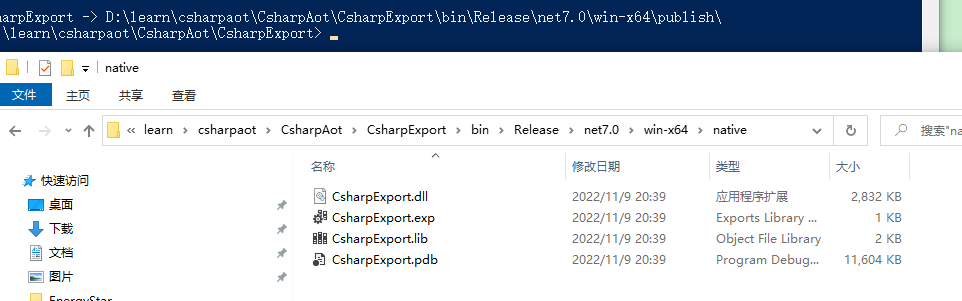 arpExport -> D:\learn\csharpaot\CsharpAot\CsharpExport\bin\Release\net7.0\win-x64\publish\
\learn\csharpaot\CsharpAot\CsharpExport>
native
文件 主页 共享 查看
« learn > csharpaot > CsharpAot > CsharpExport > bin > Release > net7.0 > win-x64 > native
搜索"na
名称 修改日期 类型 大小
快速访问
桌面
下载
文档
图片
EnergyStar
CsharpExport.dll 2022/11/9 20:39 应用程序扩展 2,832 KB
CsharpExport.exp 2022/11/9 20:39 Exports Library ... 1 KB
CsharpExport.lib 2022/11/9 20:39 Object File Library 2 KB
CsharpExport.pdb 2022/11/9 20:39 Program Debug... 11,604 KB